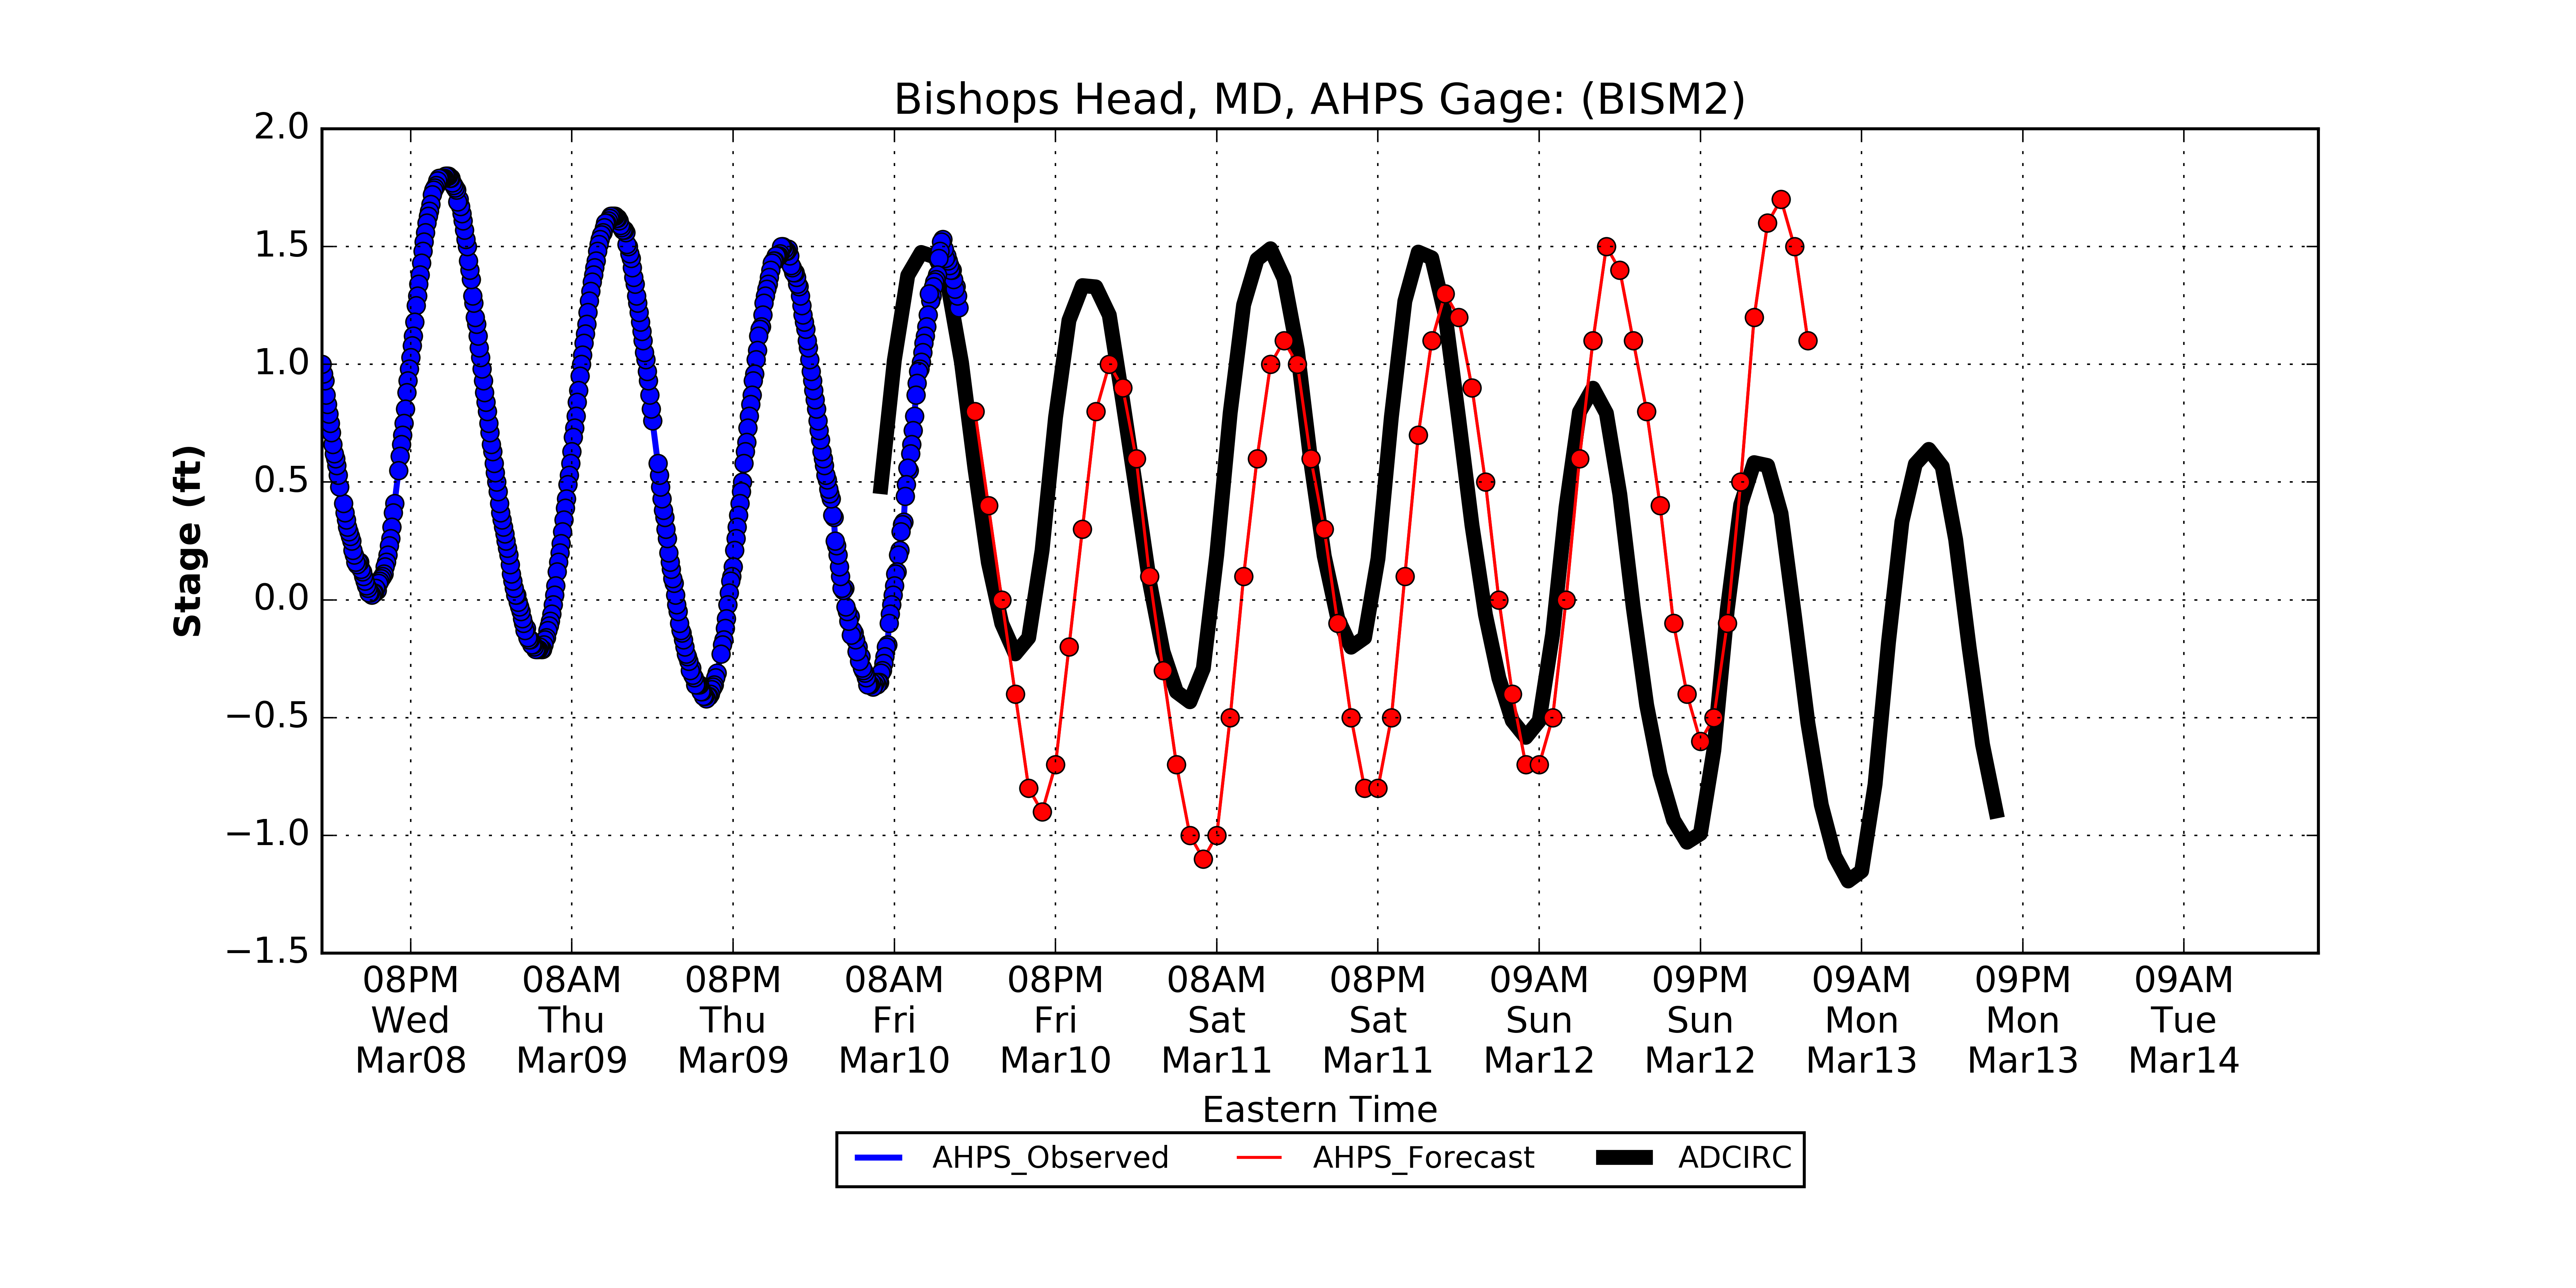 Bishops Head, MD, AHPS Gage: (BISM2)
2.0
1.5
1.0
0.5
0.0
−0.5
−1.0
−1.5
Stage (ft)
08PM 08AM 08PM 08AM 08PM 08AM 08PM 09AM 09PM 09AM 09PM 09AM
Wed Thu Thu Fri Fri Sat Sat Sun Sun Mon Mon Tue
Mar08 Mar09 Mar09 Mar10 Mar10 Mar11 Mar11 Mar12 Mar12 Mar13 Mar13 Mar14
Eastern Time
AHPS_Observed AHPS_Forecast ADCIRC